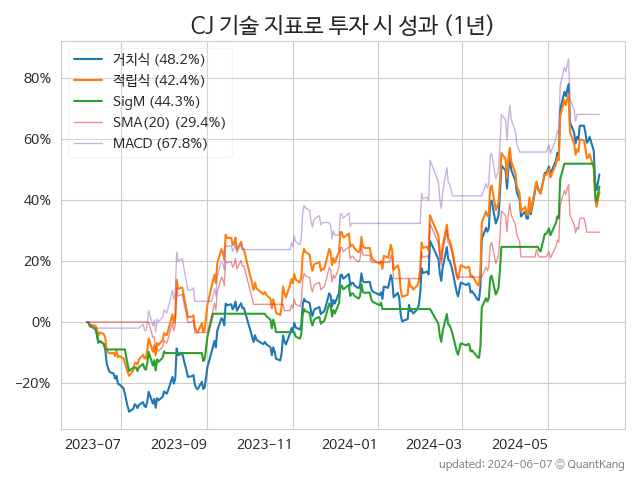 CJ 기술 지표로 투자 시 성과 (1년)
거치식 (48.2%)
적립식 (42.4%)
SigM (44.3%)
SMA(20) (29.4%)
MACD (67.8%)
80%
60%
40%
20%
0%
−20%
2023-07 2023-09 2023-11 2024-01 2024-03 2024-05
updated: 2024-06-07 © QuantKang